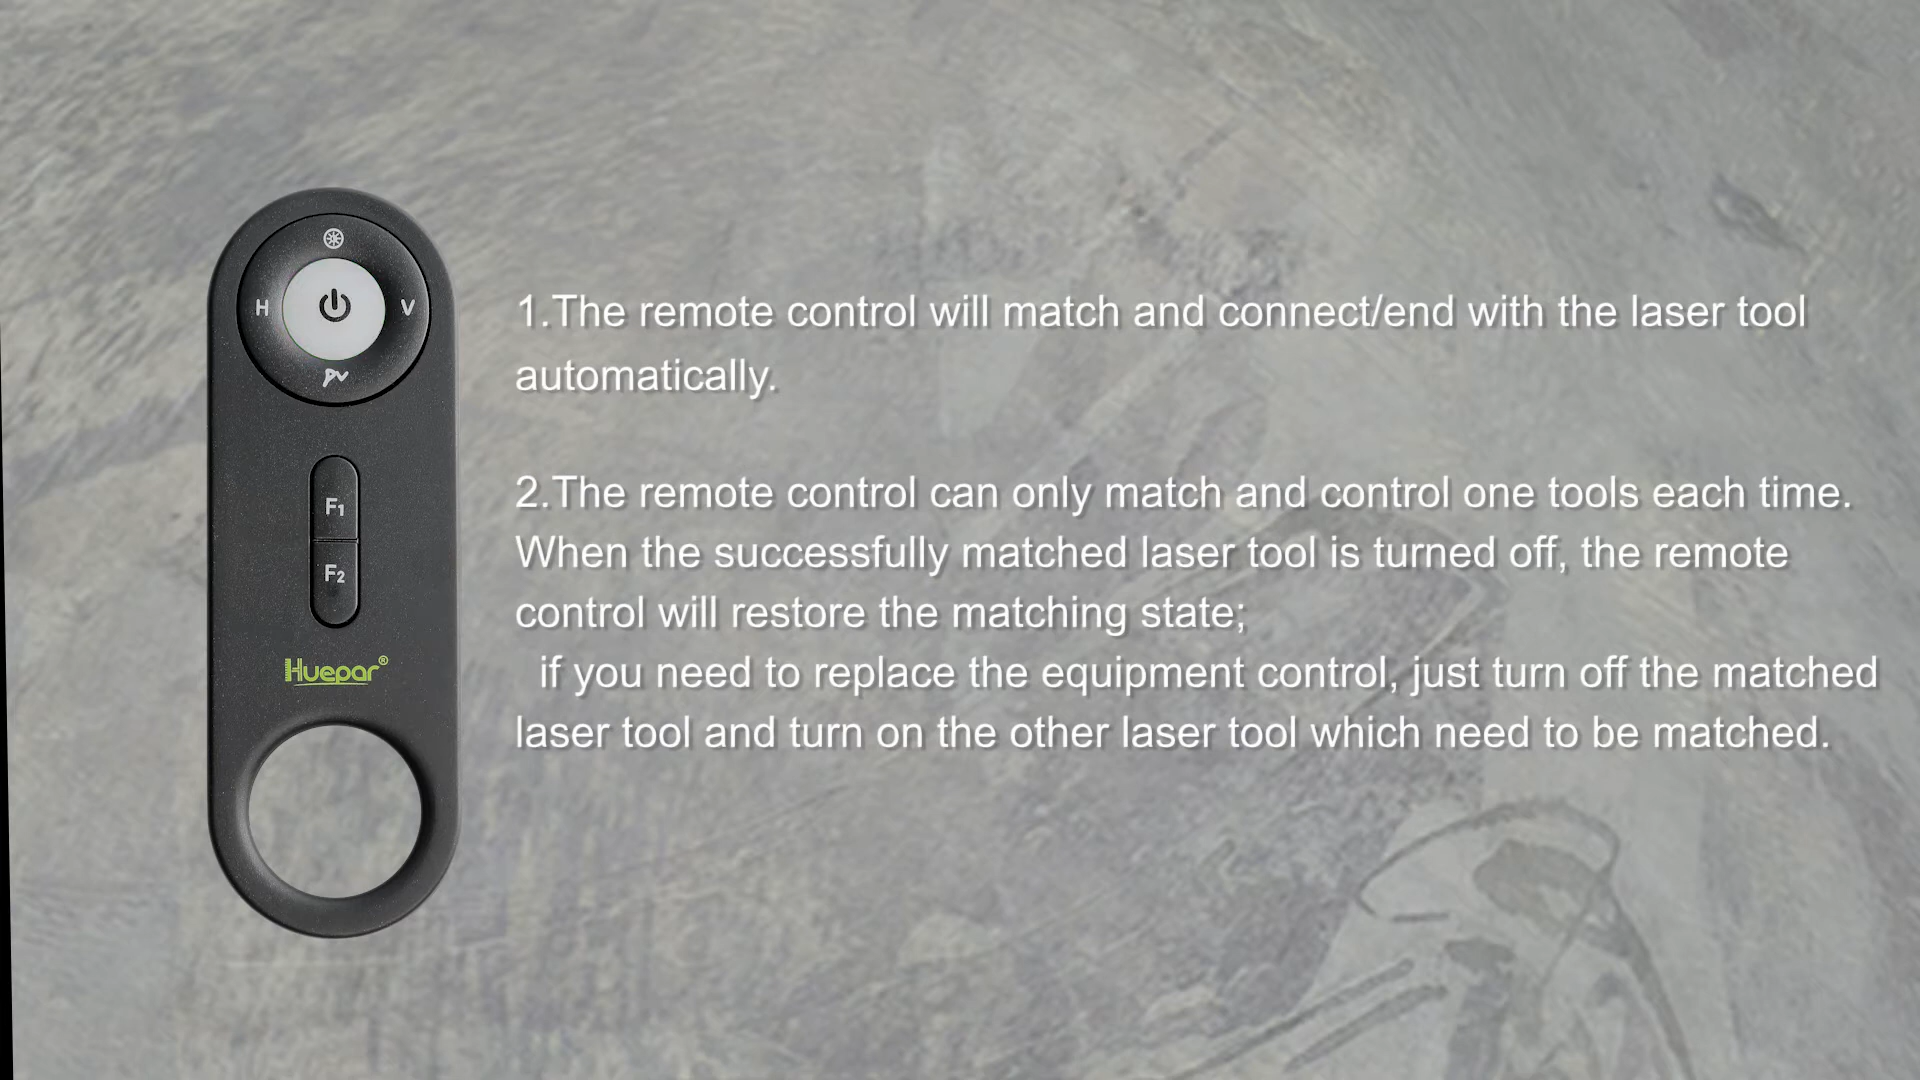 H
V
F1
F2
Huepar®
1.The remote control will match and connect/end with the laser tool
automatically.
2.The remote control can only match and control one tools each time.
When the successfully matched laser tool is turned off, the remote
control will restore the matching state;
if you need to replace the equipment control, just turn off the matched
laser tool and turn on the other laser tool which need to be matched.